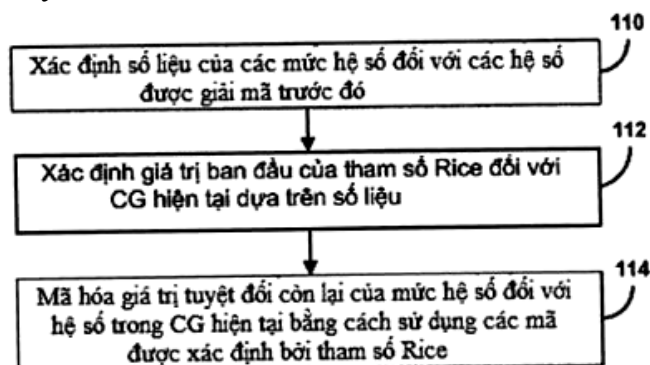 110
Xác định số liệu của các mức hệ số đối với các hệ số
được giải mã trước đó
112
Xác định giá trị ban đầu của tham số Rice đối với
CG hiện tại dựa trên số liệu
114
Mã hóa giá trị tuyệt đối còn lại của mức hệ số đối với
hệ số trong CG hiện tại bằng cách sử dụng các mã
được xác định bởi tham số Rice